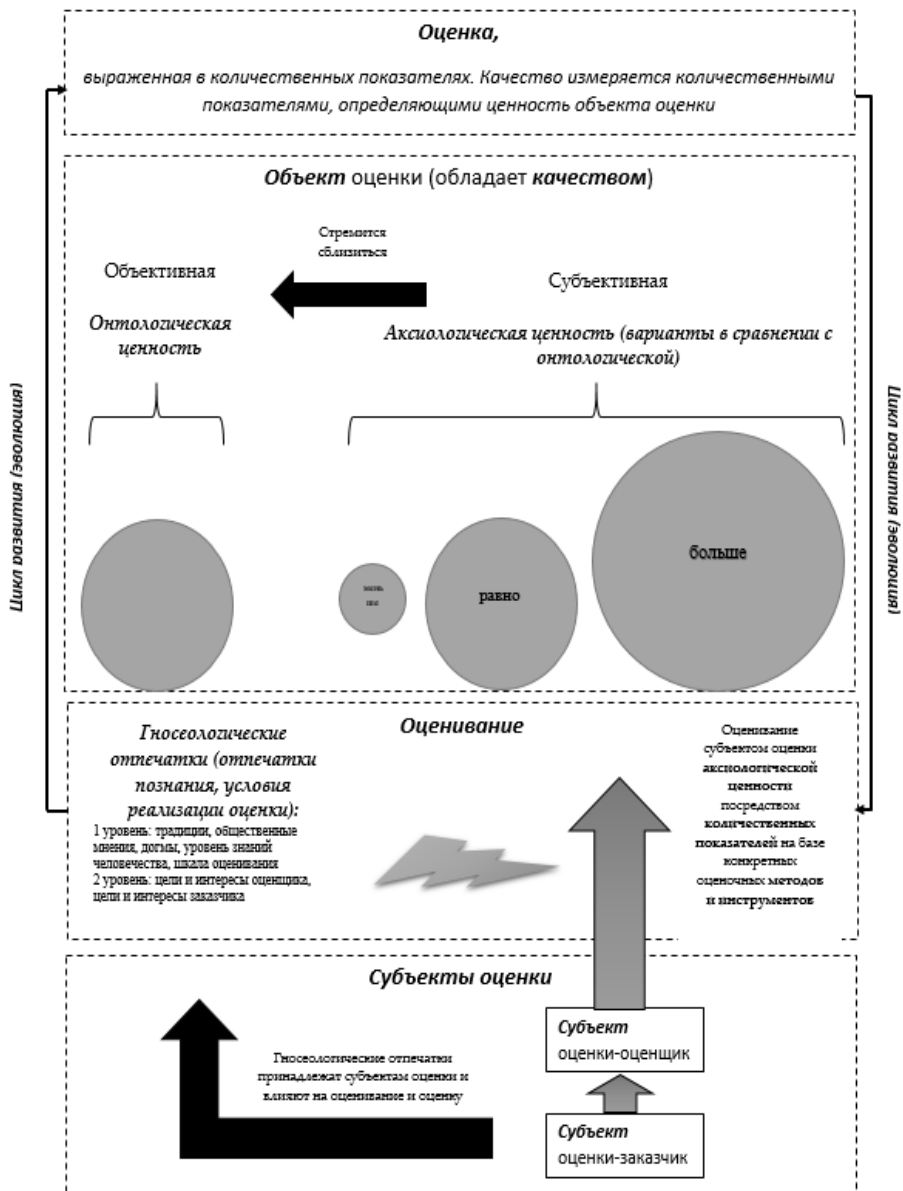 Оценка,
выраженная в количественных показателях. Качество измеряется количественными
показателями, определяющими ценность объекта оценки
Объект оценки (обладает качеством)
Стремится
сблизиться
Объективная
Субъективная
Онтологическая
ценность
Аксиологическая ценность (варианты в сравнении с
онтологической)
Цикл развития (эволюция)
Цикл развития (эволюция)
мень
ше
равно
больше
Оценивание
Гносеологические
отпечатки (отпечатки
познания, условия
реализации оценки):
1 уровень: традиции, общественные
мнения, догмы, уровень знаний
человечества, шкала оценивания
2 уровень: цели и интересы оценщика,
цели и интересы заказчика
Оценивание
субъектом оценки
аксиологической
ценности
посредством
количественных
показателей на базе
конкретных
оценочных методов
и инструментов
Субъекты оценки
Гносеологические отпечатки
принадлежат субъектам оценки и
влияют на оценивание и оценку
Субъект
оценки-оценщик
Субъект
оценки-заказчик